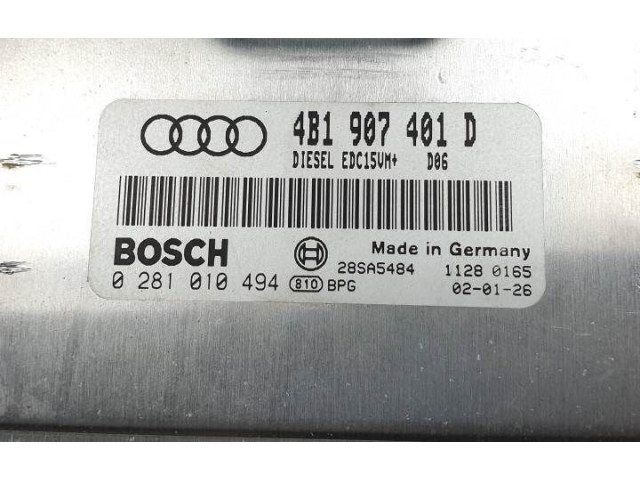 4B1 907 401 D
DIESEL EDC15VM+ D06
BOSCH
Made in Germany
28SA5484 1128 0165
0 281 010 494 810 BPG 02-01-26